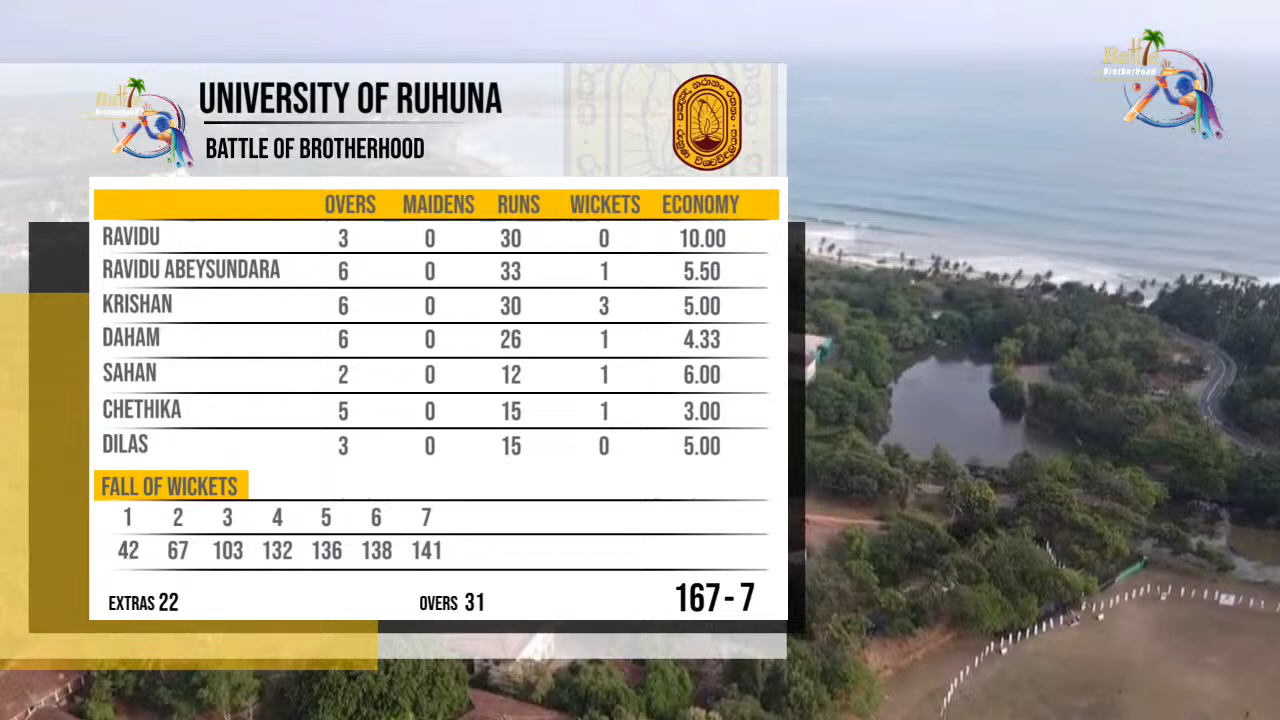 Battle
Brotherhood
UNIVERSITY OF RUHUNA
BATTLE OF BROTHERHOOD
Battle
Brotherhood
OVERS MAIDENS RUNS WICKETS ECONOMY
RAVIDU 3 0 30 0 10.00
RAVIDU ABEYSUNDARA 6 0 33 1 5.50
KRISHAN 6 0 30 3 5.00
DAHAM 6 0 26 1 4.33
SAHAN 2 0 12 1 6.00
CHETHIKA 5 0 15 1 3.00
DILAS 3 0 15 0 5.00
FALL OF WICKETS
1 2 3 4 5 6 7
42 67 103 132 136 138 141
EXTRAS 22 OVERS 31 167-7